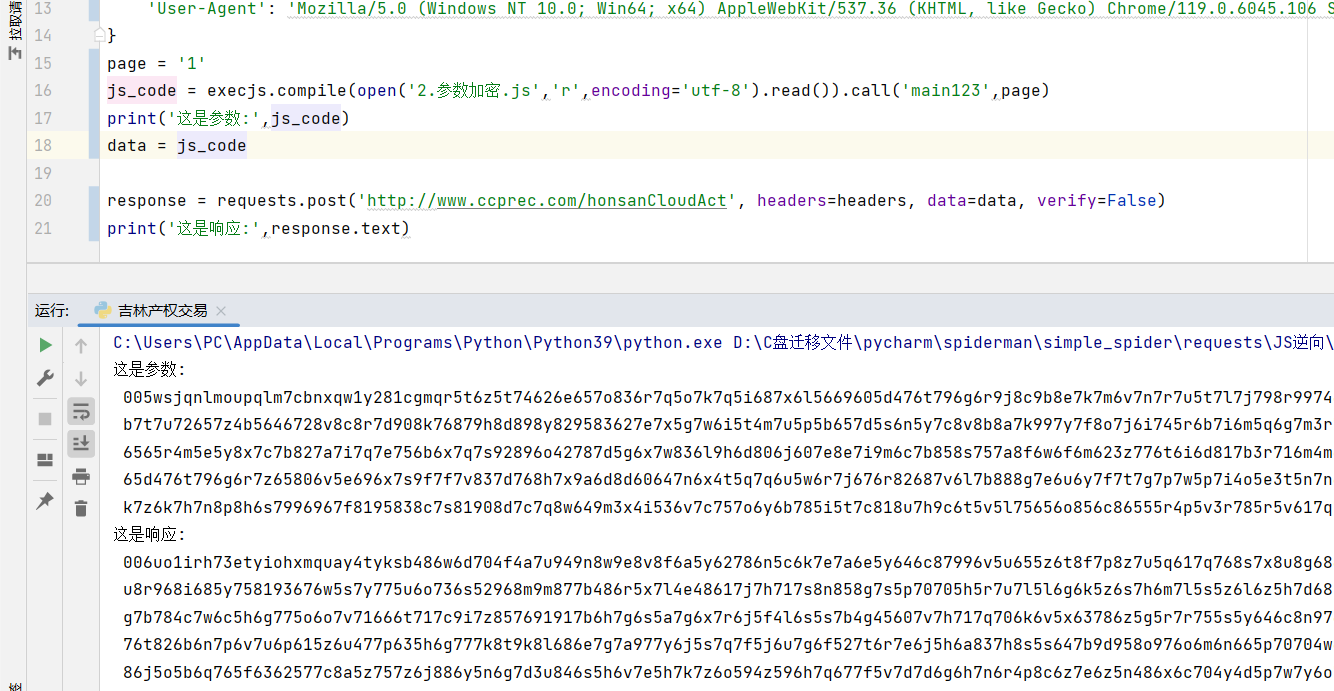 拉取请
13 'User-Agent': 'Mozilla/5.0 (Windows NT 10.0; Win64; x64) AppleWebKit/537.36 (KHTML, like Gecko) Chrome/119.0.6045.106 S
14 }
15 page = '1'
16 js_code = execjs.compile(open('2.参数加密.js','r',encoding='utf-8').read()).call('main123',page)
17 print('这是参数:',js_code)
18 data = js_code
19
20 response = requests.post('http://www.ccprec.com/honsanCloudAct', headers=headers, data=data, verify=False)
21 print('这是响应:',response.text)
运行: 吉林产权交易
C:\Users\PC\AppData\Local\Programs\Python\Python39\python.exe D:\C盘迁移文件\pycharm\spiderman\simple_spider\requests\JS逆向\
这是参数:
005wsjqnlmoupqlm7cbnxqw1y281cgmqr5t6z5t74626e657o836r7q5o7k7q5i687x6l5669605d476t796g6r9j8c9b8e7k7m6v7n7r7u5t7l7j798r9974
b7t7u72657z4b5646728v8c8r7d908k76879h8d898y829583627e7x5g7w6i5t4m7u5p5b657d5s6n5y7c8v8b8a7k997y7f8o7j6i745r6b7i6m5q6g7m3r
6565r4m5e5y8x7c7b827a7i7q7e756b6x7q7s92896o42787d5g6x7w836l9h6d806j607e8e7i9m6c7b858s757a8f6w6f6m623z776t6i6d817b3r716m4m
65d476t796g6r7z65806v5e696x7s9f7f7v837d768h7x9a6d8d60647n6x4t5q7q6u5w6r7j676r82687v6l7b888g7e6u6y7f7t7g7p7w5p7i4o5e3t5n7n
k7z6k7h7n8p8h6s7996967f8195838c7s81908d7c7q8w649m3x4i536v7c757o6y6b785i5t7c818u7h9c6t5v5l75656o856c86555r4p5v3r785r5v617q
这是响应:
006uo1irh73etyiohxmquay4tyksb486w6d704f4a7u949n8w9e8v8f6a5y62786n5c6k7e7a6e5y646c87996v5u655z6t8f7p8z7u5q617q768s7x8u8g68
u8r968i685y758193676w5s7y775u6o736s52968m9m877b486r5x7l4e48617j7h717s8n858g7s5p70705h5r7u7l5l6g6k5z6s7h6m7l5s5z6l6z5h7d68
g7b784c7w6c5h6g775o6o7v71666t717c9i7z857691917b6h7g6s5a7g6x7r6j5f4l6s5s7b4g45607v7h717q706k6v5x63786z5g5r7r755s5y646c8n97
76t826b6n7p6v7u6p615z6u477p635h6g777k8t9k8l686e7g7a977y6j5s7q7f5j6u7g6f527t6r7e6j5h6a837h8s5s647b9d958o976o6m6n665p70704w
86j5o5b6q765f6362577c8a5z757z6j886y5n6g7d3u846s5h6v7e5h7k7z6o594z596h7q677f5v7d7d6g6h7n6r4p8c6z7e6z5n486x6c704y4d5p7w7y6o